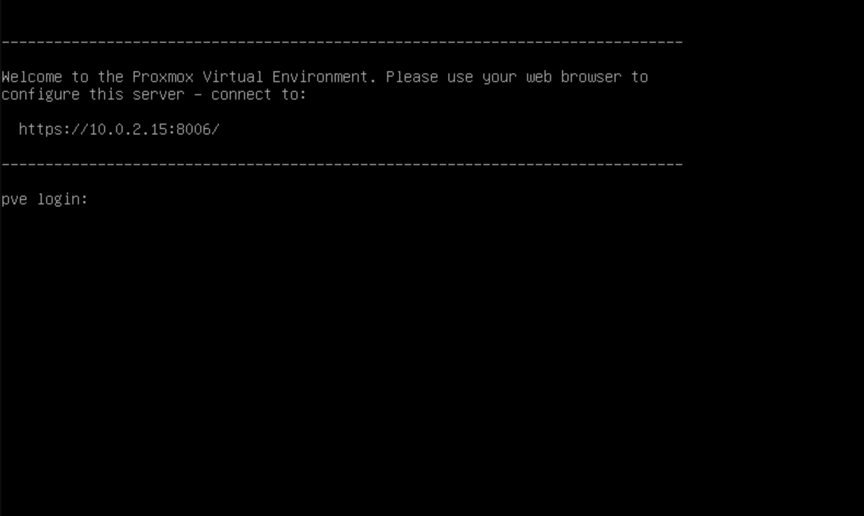 ------------------------------------------------------------------------------
Welcome to the Proxmox Virtual Environment. Please use your web browser to
configure this server - connect to:
https://10.0.2.15:8006/
------------------------------------------------------------------------------
pve login: